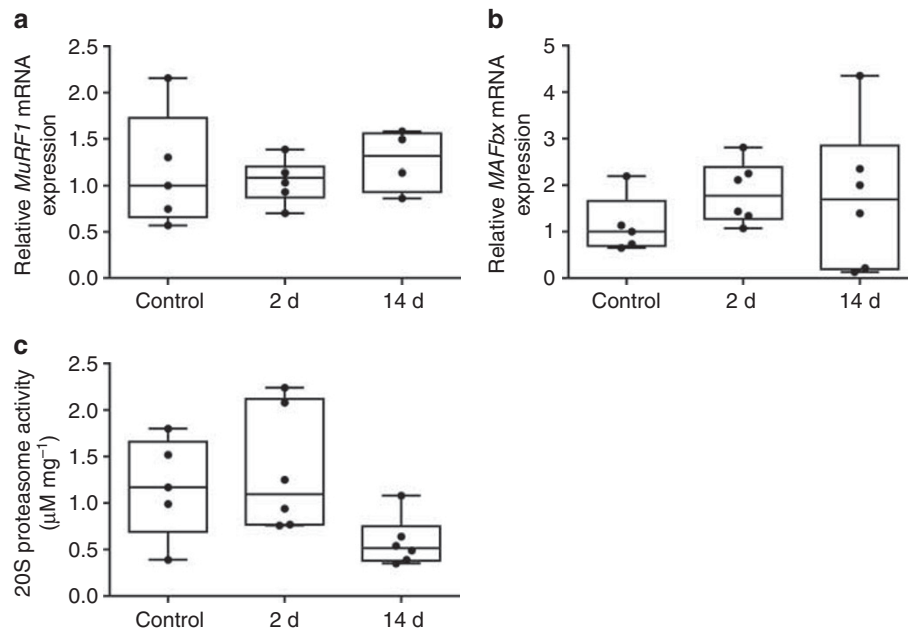 a
Relative MuRF1 mRNA
expression
2.5
2.0
1.5
1.0
0.5
0.0
Control 2 d 14 d
b
Relative MAFbx mRNA
expression
5
4
3
2
1
0
Control 2 d 14 d
c
20S proteasome activity
(μM mg⁻¹)
2.5
2.0
1.5
1.0
0.5
0.0
Control 2 d 14 d